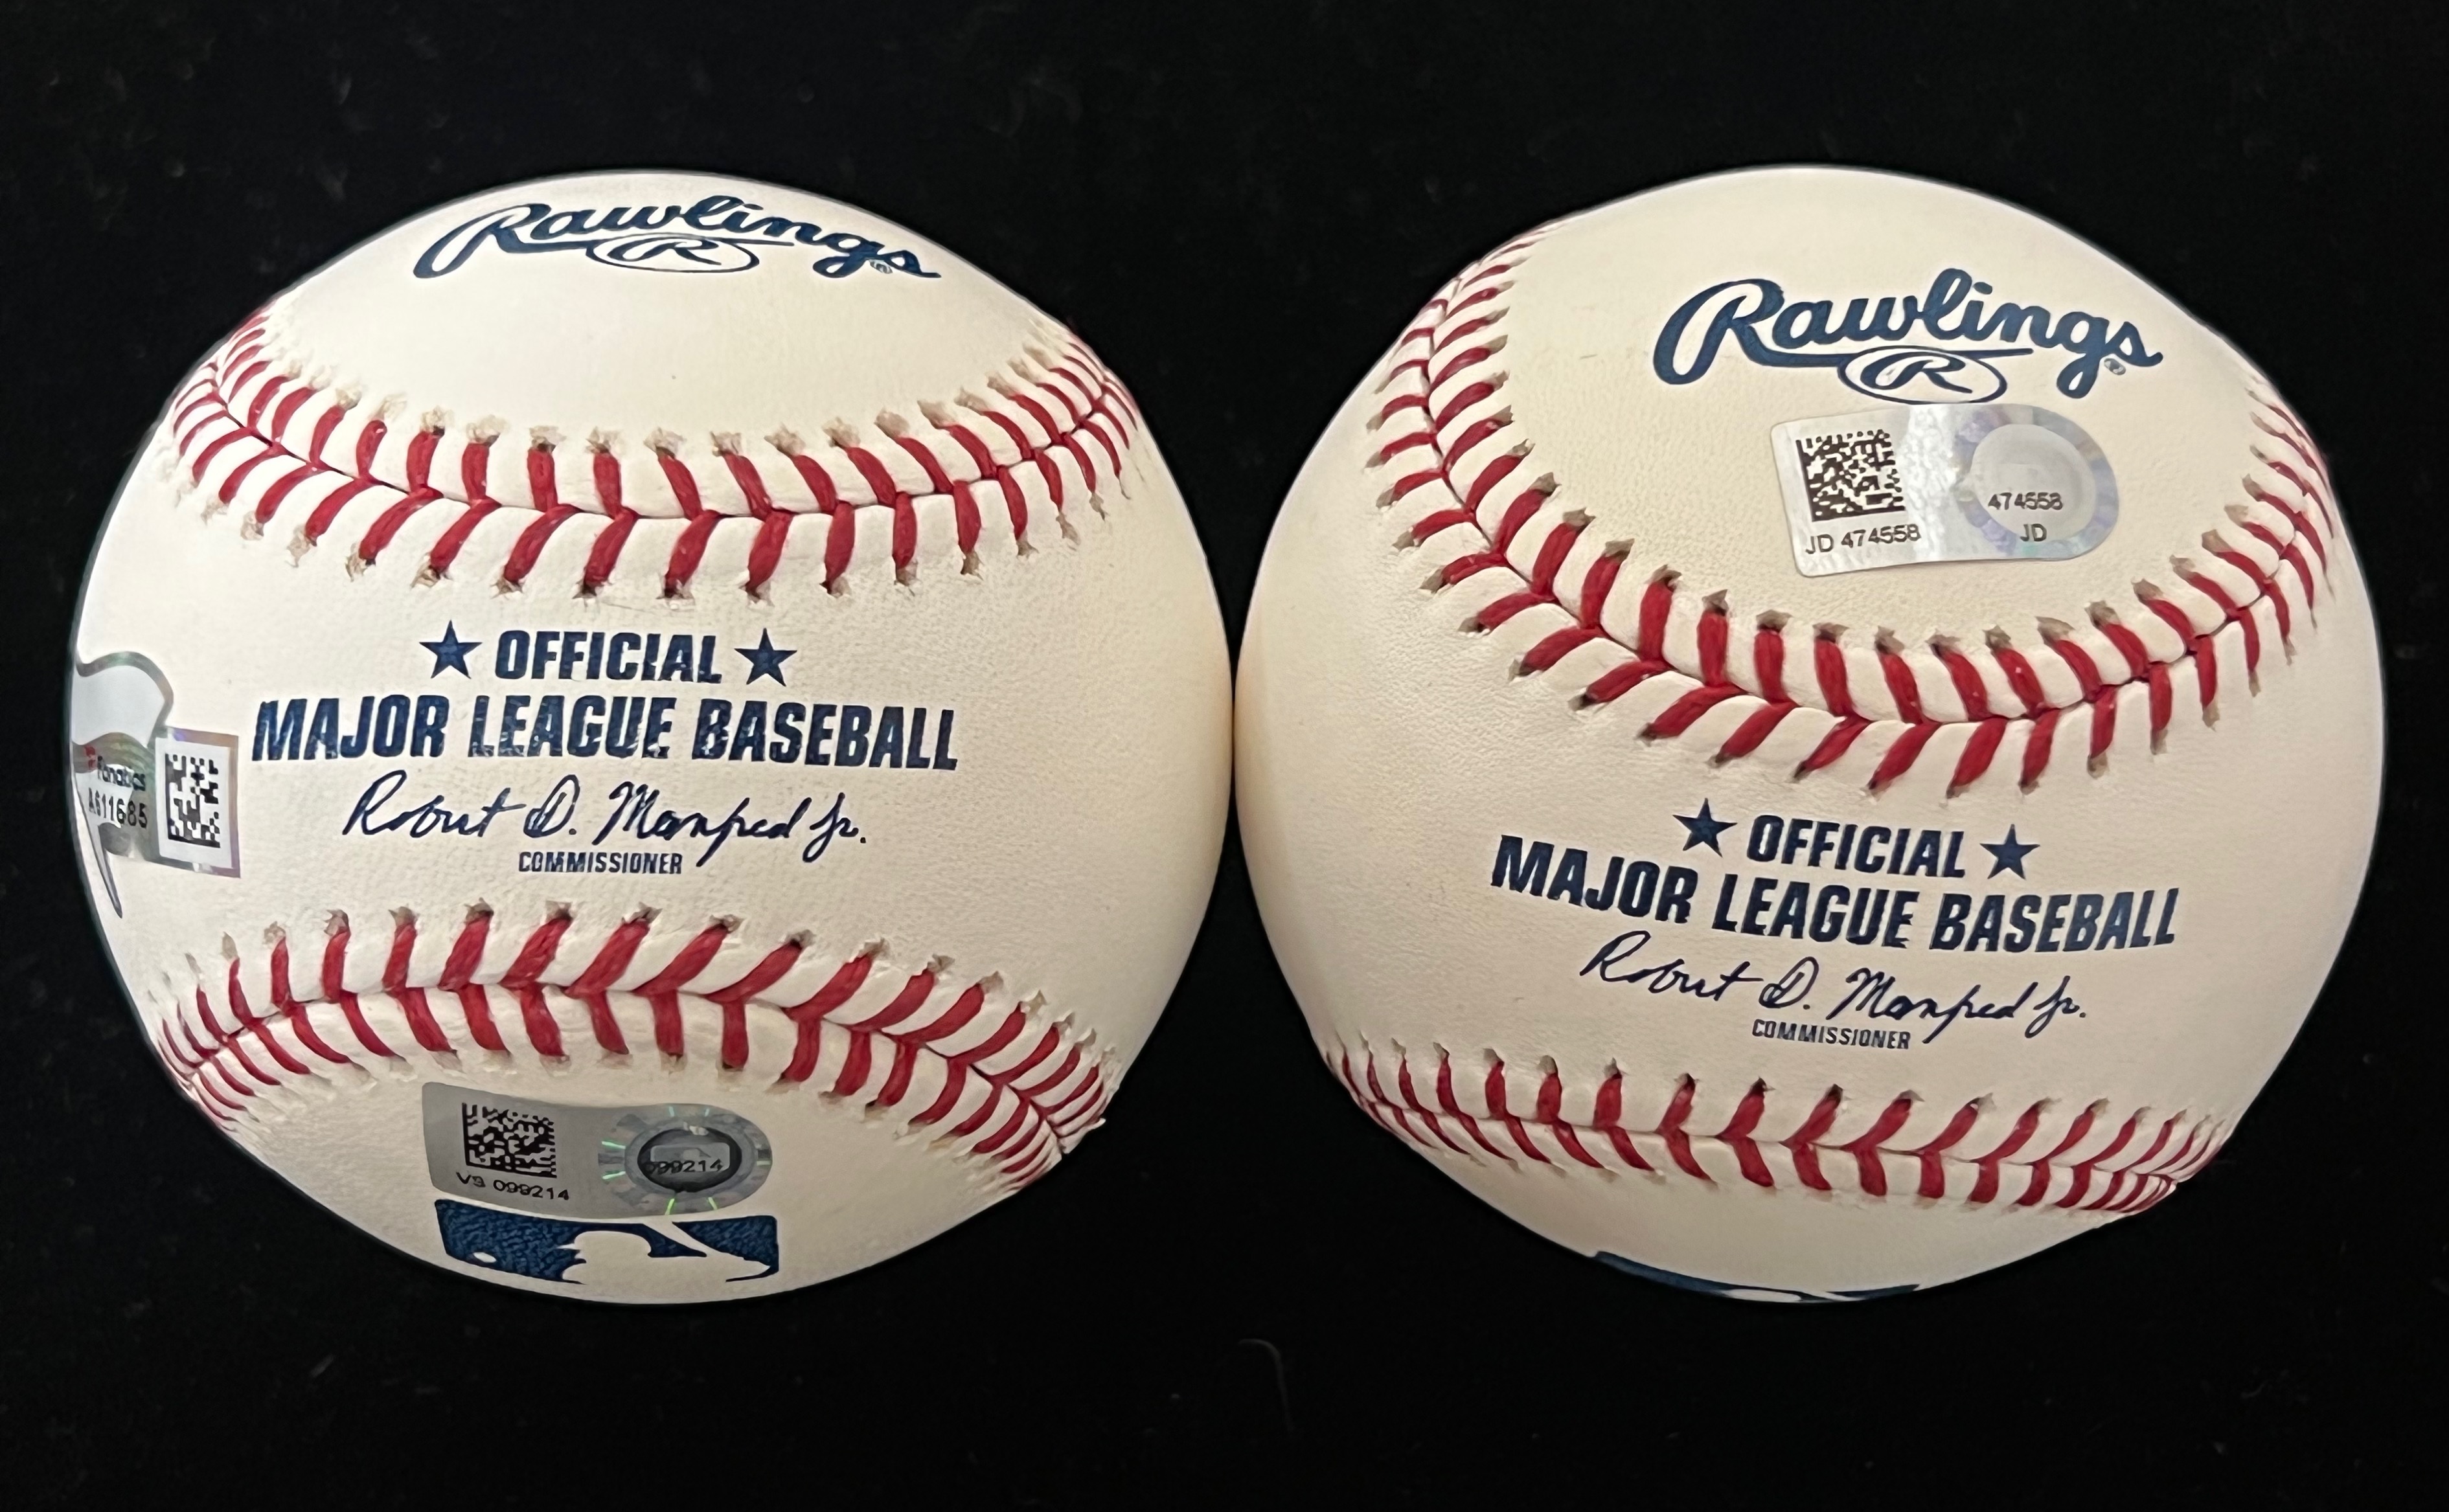 Rawlings
R
★ OFFICIAL ★
MAJOR LEAGUE BASEBALL
Robert D. Manfred Jr.
COMMISSIONER
Fanatics
A611685
099214
VS 099214
Rawlings
R
474558
JD
JD 474558
★ OFFICIAL ★
MAJOR LEAGUE BASEBALL
Robert D. Manfred Jr.
COMMISSIONER